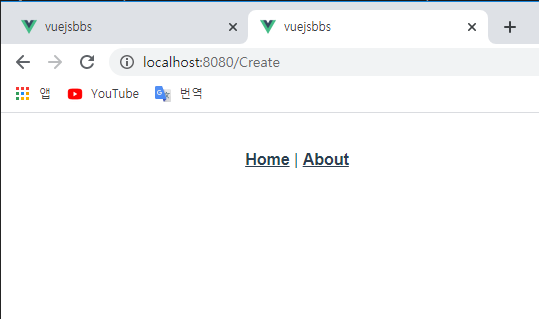 vuejsbbs
vuejsbbs
localhost:8080/Create
앱 YouTube 번역
Home | About